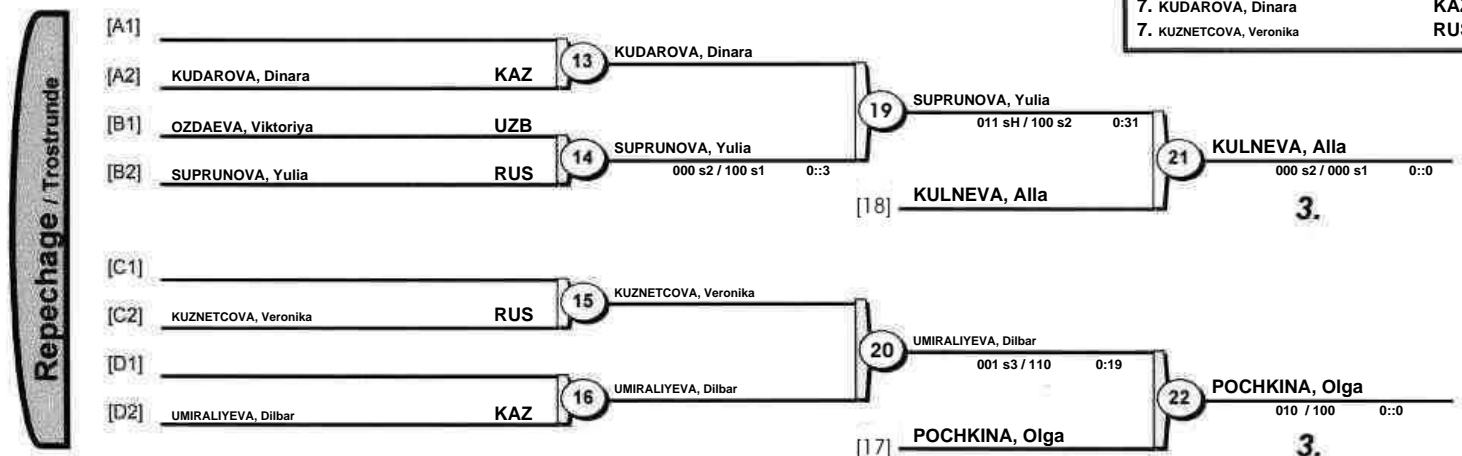 7. KUDAROVA, Dinara KAZ
7. KUZNETCOVA, Veronika RUS
Repechage / Trostrunde
[A1]
[A2] KUDAROVA, Dinara KAZ
13
KUDAROVA, Dinara
[B1] OZDAEVA, Viktoriya UZB
[B2] SUPRUNOVA, Yulia RUS
14
SUPRUNOVA, Yulia
000 s2 / 100 s1 0::3
19
SUPRUNOVA, Yulia
011 sH / 100 s2 0:31
[18] KULNEVA, Alla
21
KULNEVA, Alla
000 s2 / 000 s1 0::0
3.
[C1]
[C2] KUZNETCOVA, Veronika RUS
15
KUZNETCOVA, Veronika
[D1]
[D2] UMIRALIYEVA, Dilbar KAZ
16
UMIRALIYEVA, Dilbar
20
UMIRALIYEVA, Dilbar
001 s3 / 110 0:19
[17] POCHKINA, Olga
22
POCHKINA, Olga
010 / 100 0::0
3.